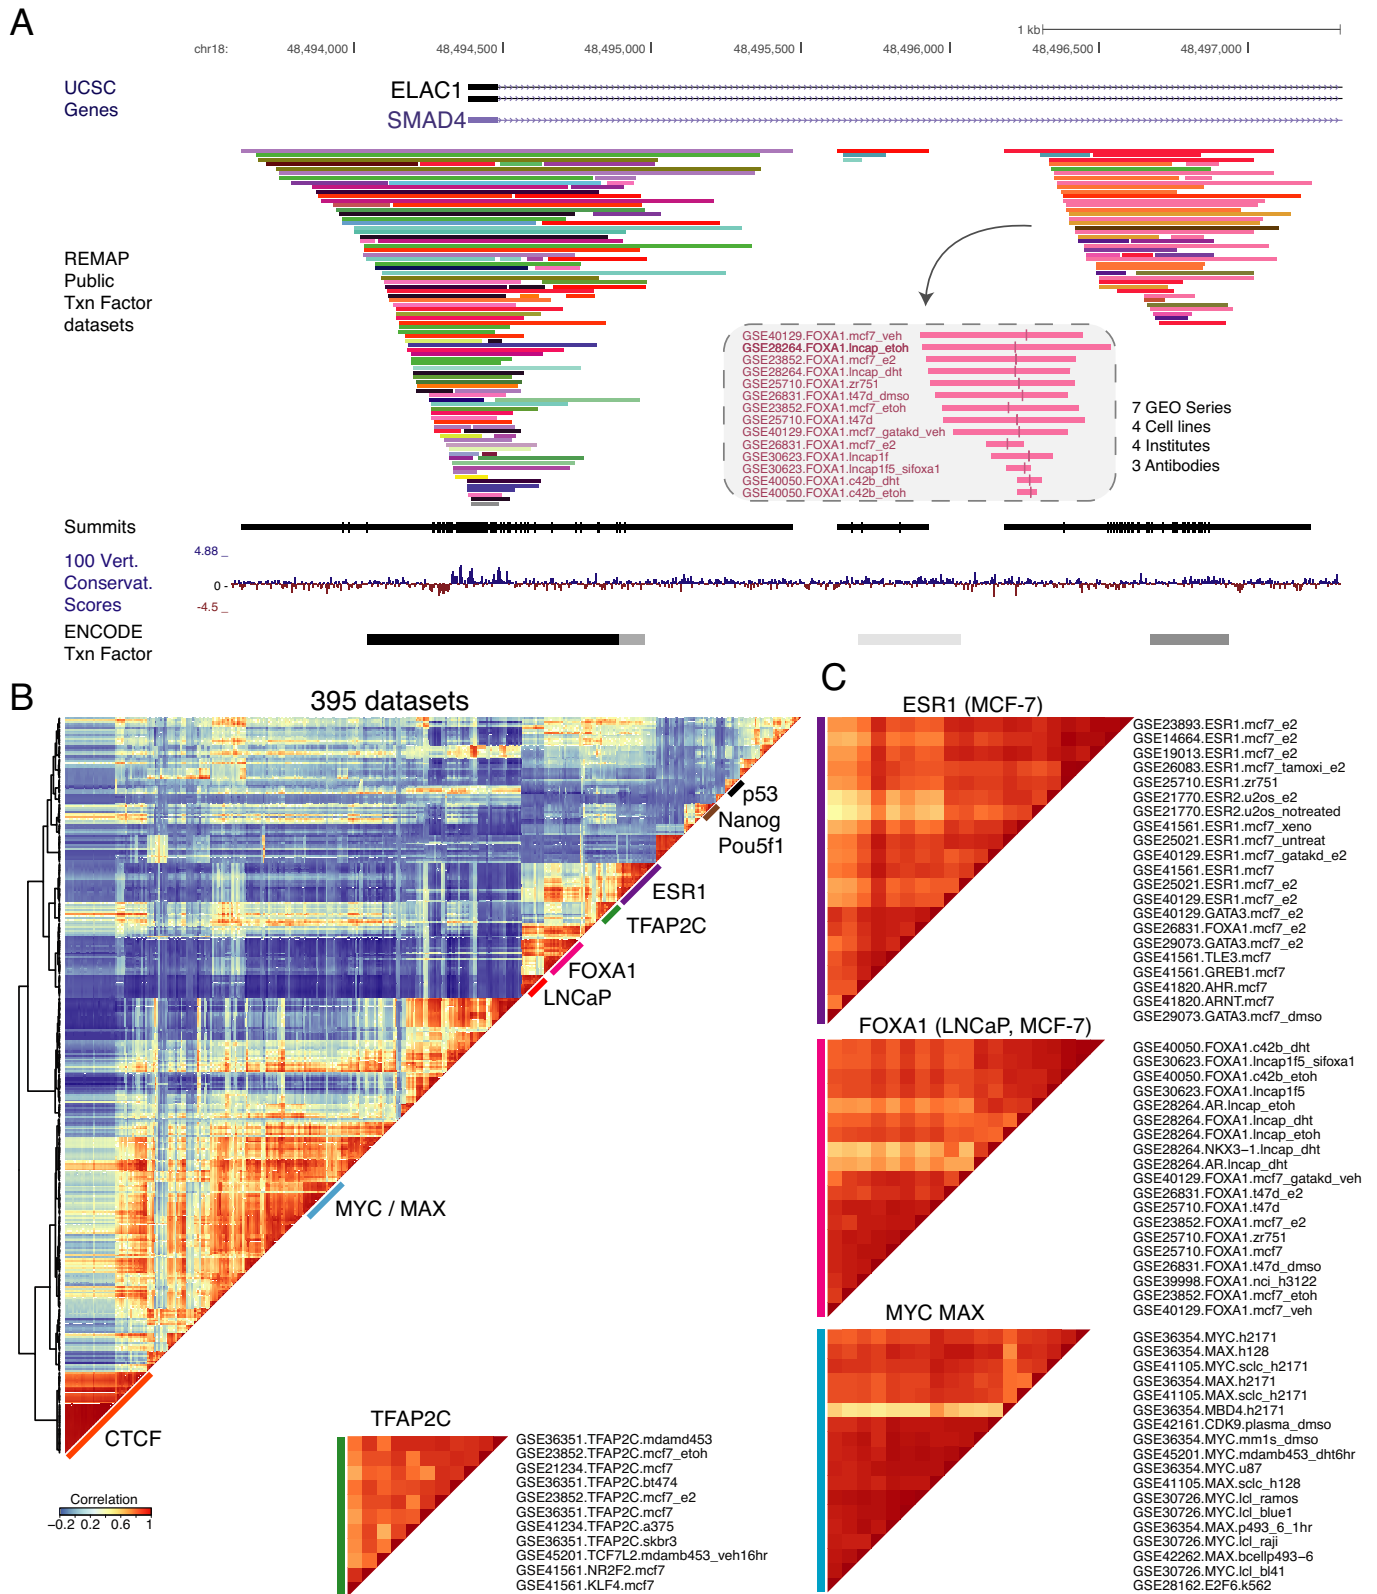 A
1 kb
chr18:
48,494,000
48,494,500
48,495,000
48,495,500
48,496,000
48,496,500
48,497,000
UCSC
Genes
ELAC1
SMAD4
REMAP
Public
Txn Factor
datasets
GSE40129.FOXA1.mcf7_veh
GSE28264.FOXA1.lncap_etoh
GSE23852.FOXA1.mcf7_e2
GSE28264.FOXA1.lncap_dht
GSE25710.FOXA1.zr751
GSE26831.FOXA1.t47d_dmso
GSE23852.FOXA1.mcf7_etoh
GSE25710.FOXA1.t47d
GSE40129.FOXA1.mcf7_gatakd_veh
GSE26831.FOXA1.mcf7_e2
GSE30623.FOXA1.lncap1f
GSE30623.FOXA1.lncap1f5_sifoxa1
GSE40050.FOXA1.c42b_dht
GSE40050.FOXA1.c42b_etoh
7 GEO Series
4 Cell lines
4 Institutes
3 Antibodies
Summits
100 Vert.
Conservat.
Scores
4.88 _
0 -
-4.5 _
ENCODE
Txn Factor
B
395 datasets
p53
Nanog
Pou5f1
ESR1
TFAP2C
FOXA1
LNCaP
MYC / MAX
CTCF
Correlation
−0.2 0.2 0.6 1
TFAP2C
GSE36351.TFAP2C.mdamd453
GSE23852.TFAP2C.mcf7_etoh
GSE21234.TFAP2C.mcf7
GSE36351.TFAP2C.bt474
GSE23852.TFAP2C.mcf7_e2
GSE36351.TFAP2C.mcf7
GSE41234.TFAP2C.a375
GSE36351.TFAP2C.skbr3
GSE45201.TCF7L2.mdamb453_veh16hr
GSE41561.NR2F2.mcf7
GSE41561.KLF4.mcf7
C
ESR1 (MCF-7)
GSE23893.ESR1.mcf7_e2
GSE14664.ESR1.mcf7_e2
GSE19013.ESR1.mcf7_e2
GSE26083.ESR1.mcf7_tamoxi_e2
GSE25710.ESR1.zr751
GSE21770.ESR2.u2os_e2
GSE21770.ESR2.u2os_notreated
GSE41561.ESR1.mcf7_xeno
GSE25021.ESR1.mcf7_untreat
GSE40129.ESR1.mcf7_gatakd_e2
GSE41561.ESR1.mcf7
GSE25021.ESR1.mcf7_e2
GSE40129.ESR1.mcf7_e2
GSE40129.GATA3.mcf7_e2
GSE26831.FOXA1.mcf7_e2
GSE29073.GATA3.mcf7_e2
GSE41561.TLE3.mcf7
GSE41561.GREB1.mcf7
GSE41820.AHR.mcf7
GSE41820.ARNT.mcf7
GSE29073.GATA3.mcf7_dmso
FOXA1 (LNCaP, MCF-7)
GSE40050.FOXA1.c42b_dht
GSE30623.FOXA1.lncap1f5_sifoxa1
GSE40050.FOXA1.c42b_etoh
GSE30623.FOXA1.lncap1f5
GSE28264.AR.lncap_etoh
GSE28264.FOXA1.lncap_dht
GSE28264.FOXA1.lncap_etoh
GSE28264.NKX3−1.lncap_dht
GSE28264.AR.lncap_dht
GSE40129.FOXA1.mcf7_gatakd_veh
GSE26831.FOXA1.t47d_e2
GSE25710.FOXA1.t47d
GSE23852.FOXA1.mcf7_e2
GSE25710.FOXA1.zr751
GSE25710.FOXA1.mcf7
GSE26831.FOXA1.t47d_dmso
GSE39998.FOXA1.nci_h3122
GSE23852.FOXA1.mcf7_etoh
GSE40129.FOXA1.mcf7_veh
MYC MAX
GSE36354.MYC.h2171
GSE36354.MAX.h128
GSE41105.MYC.sclc_h2171
GSE36354.MAX.h2171
GSE41105.MAX.sclc_h2171
GSE36354.MBD4.h2171
GSE42161.CDK9.plasma_dmso
GSE36354.MYC.mm1s_dmso
GSE45201.MYC.mdamb453_dht6hr
GSE36354.MYC.u87
GSE41105.MAX.sclc_h128
GSE30726.MYC.lcl_ramos
GSE30726.MYC.lcl_blue1
GSE36354.MAX.p493_6_1hr
GSE30726.MYC.lcl_raji
GSE42262.MAX.bcellp493−6
GSE30726.MYC.lcl_bl41
GSE28162.E2F6.k562